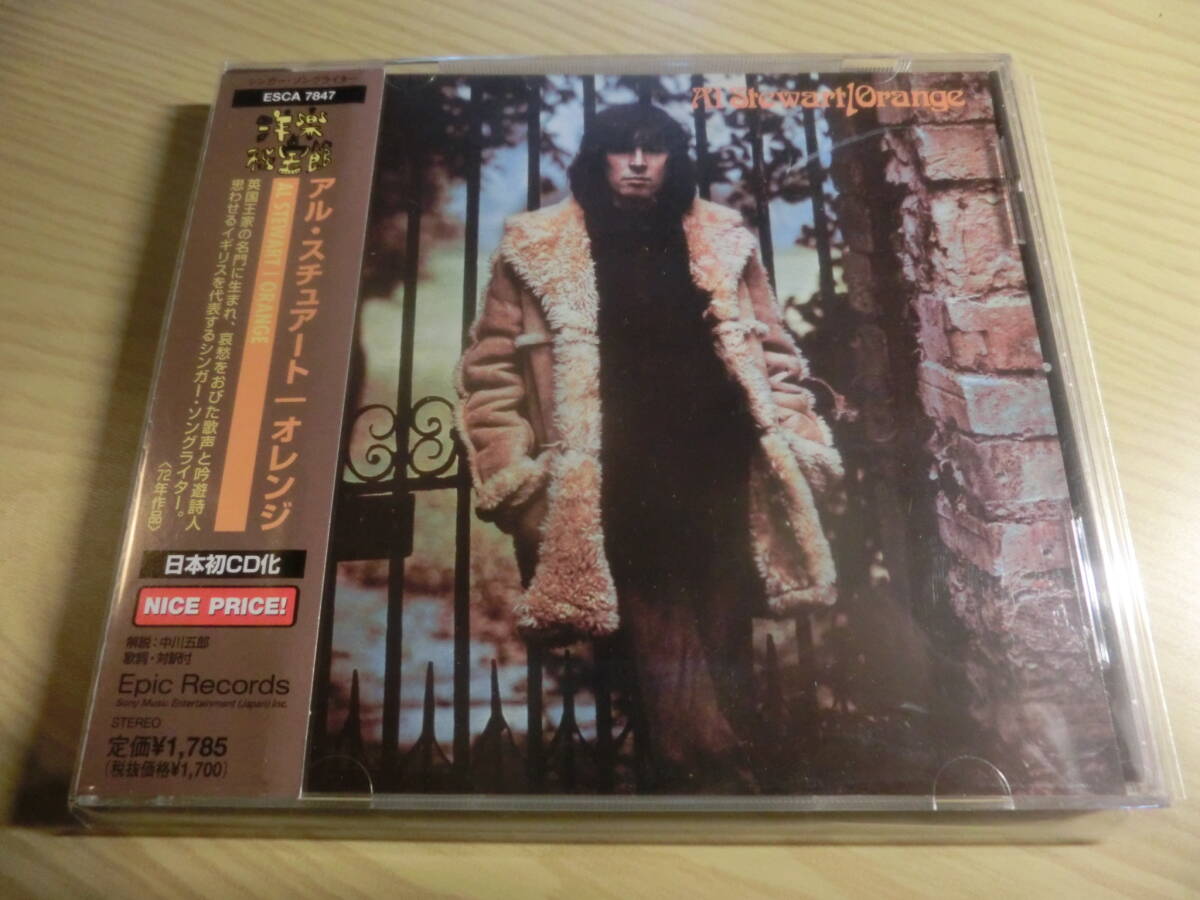 シンガー・ソングライター
ESCA 7847
洋楽
秘宝館
アル・スチュアート｜オレンジ
AL STEWART / ORANGE
英国王家の名門に生まれ、哀愁をおびた歌声と吟遊詩人
思わせるイギリスを代表するシンガー・ソングライター。
〈72年作品〉
日本初CD化
NICE PRICE!
解説：中川五郎
歌詞・対訳付
Epic Records
Sony Music Entertainment (Japan) Inc.
STEREO
定価¥1,785
(税抜価格¥1,700)
Al Stewart/Orange